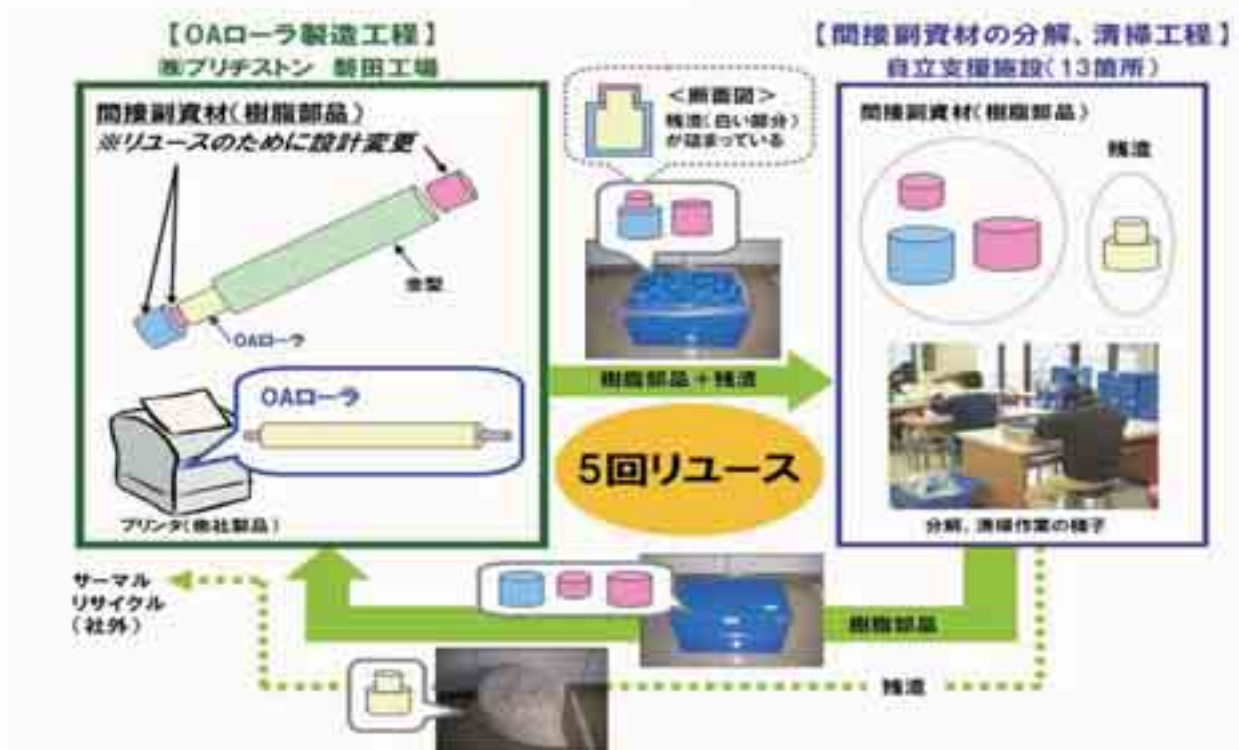 【OAローラ製造工程】
㈱ブリヂストン 磐田工場
間接副資材(樹脂部品)
※リユースのために設計変更
金型
OAローラ
OAローラ
プリンタ(他社製品)
<断面図>
残渣(白い部分)
が詰まっている
樹脂部品+残渣
5回リユース
【間接副資材の分解、清掃工程】
自立支援施設(13箇所)
間接副資材(樹脂部品)
残渣
分解、清掃作業の様子
サーマル
リサイクル
(社外)
樹脂部品
残渣